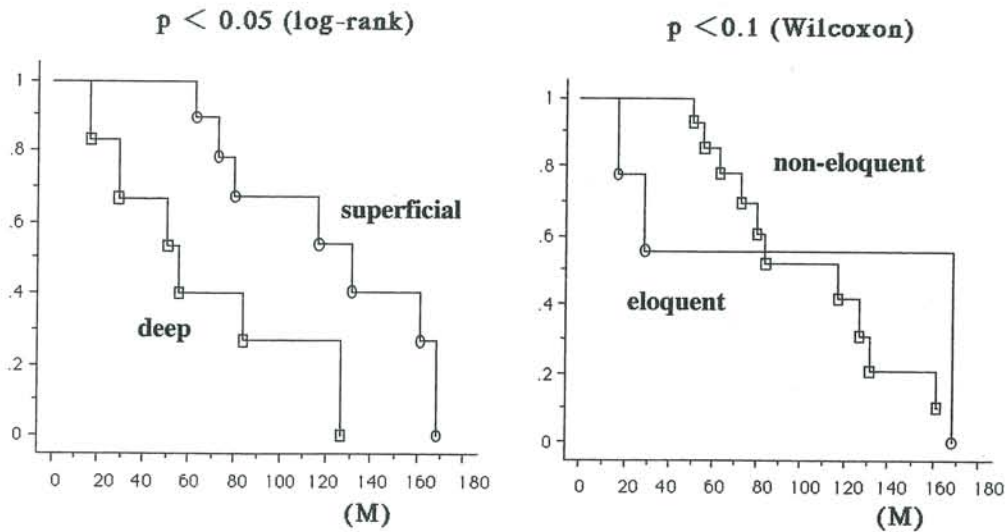 p < 0.05 (log-rank)
1
.8
.6
.4
.2
0
superficial
deep
0 20 40 60 80 100 120 140 160 180
(M)
p <0.1 (Wilcoxon)
1
.8
.6
.4
.2
0
non-eloquent
eloquent
0 20 40 60 80 100 120 140 160 180
(M)